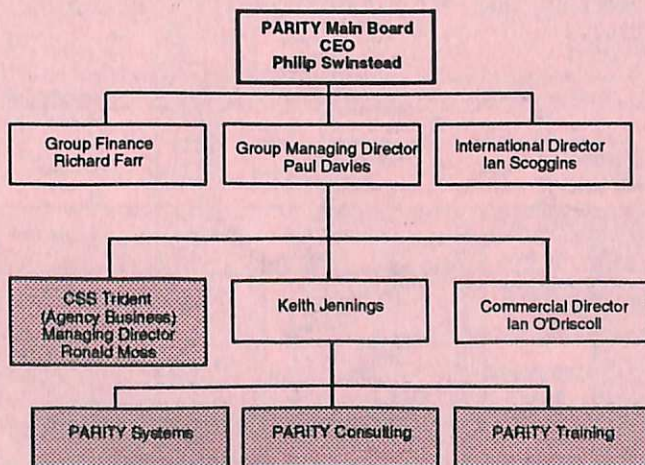 PARITY Main Board
CEO
Philip Swinstead
Group Finance
Richard Farr
Group Managing Director
Paul Davies
International Director
Ian Scoggins
CSS Trident
(Agency Business)
Managing Director
Ronald Moss
Keith Jennings
Commercial Director
Ian O'Driscoll
PARITY Systems
PARITY Consulting
PARITY Training